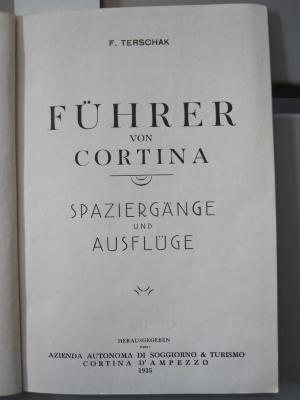 F. TERSCHAK
FÜHRER
VON
CORTINA
SPAZIERGÄNGE
UND
AUSFLÜGE
HERAUSGEGEBEN
AZIENDA AUTONOMA DI SOGGIORNO & TURISMO
CORTINA D'AMPEZZO
1935